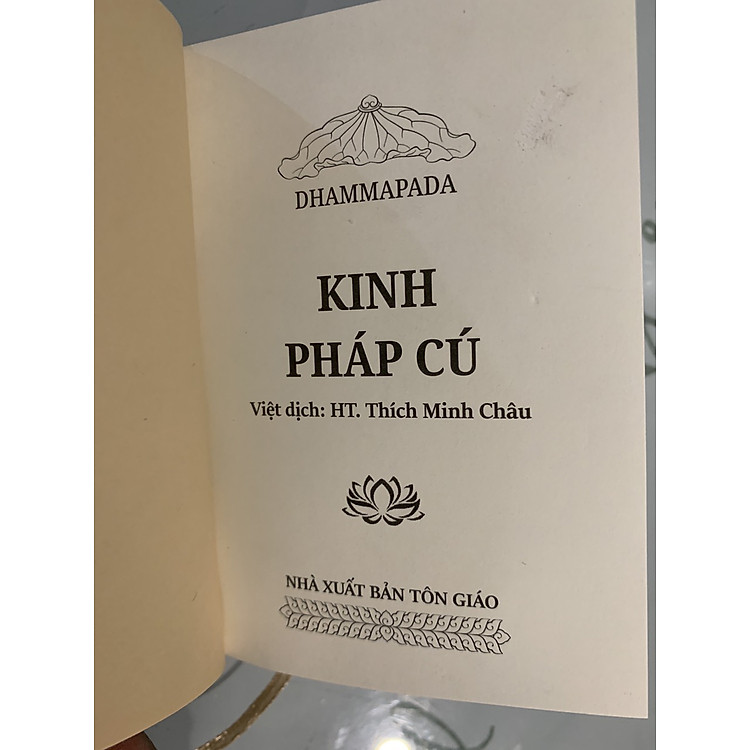 DHAMMAPADA
KINH
PHÁP CÚ
Việt dịch: HT. Thích Minh Châu
NHÀ XUẤT BẢN TÔN GIÁO